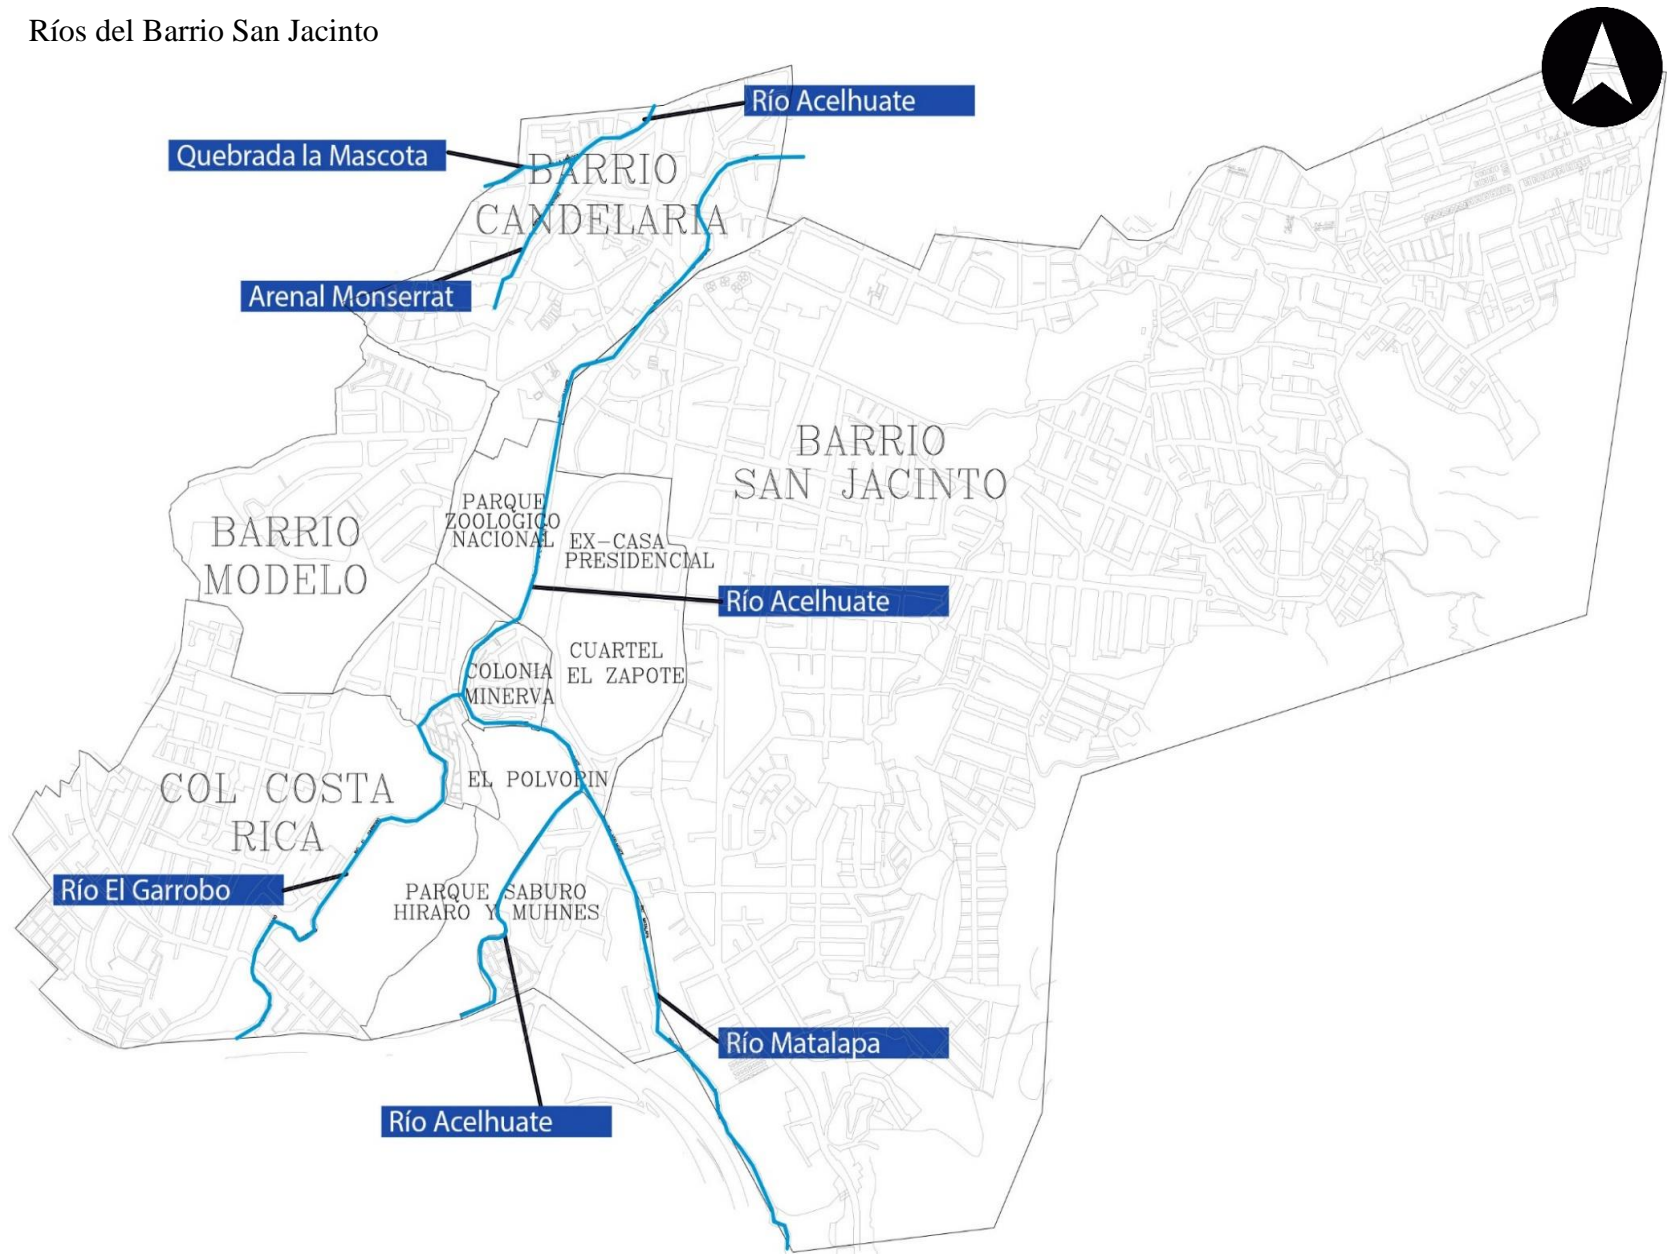 Ríos del Barrio San Jacinto
Río Acelhuate
Quebrada la Mascota
BARRIO
CANDELARIA
Arenal Monserrat
BARRIO
SAN JACINTO
PARQUE
ZOOLOGICO
NACIONAL
EX-CASA
PRESIDENCIAL
BARRIO
MODELO
Río Acelhuate
CUARTEL
EL ZAPOTE
COLONIA
MINERVA
EL POLVORIN
COL COSTA
RICA
Río El Garrobo
PARQUE SABURO
HIRARO Y MUHNES
Río Matalapa
Río Acelhuate